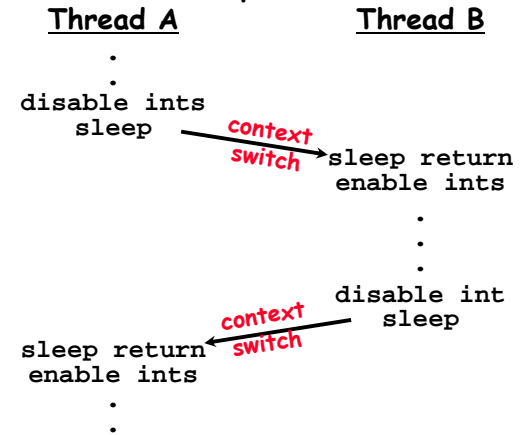 Thread A
Thread B
.
.
disable ints
sleep
context
switch
sleep return
enable ints
.
.
.
disable int
sleep
context
switch
sleep return
enable ints
.
.